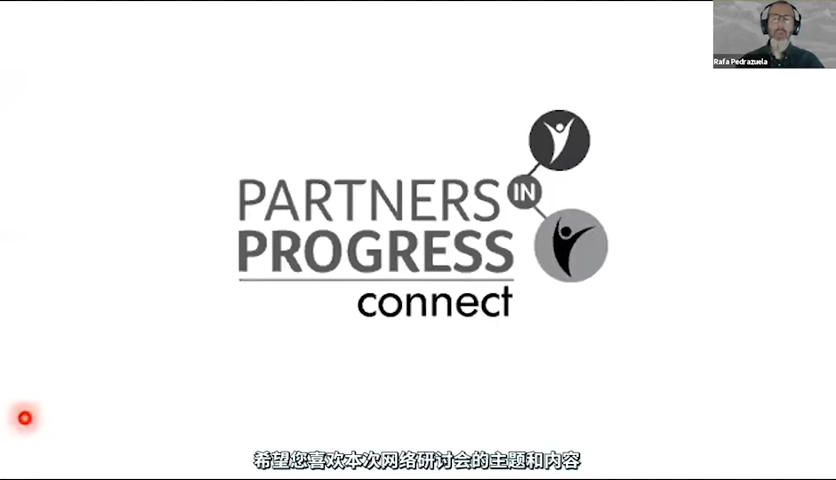 Rafa Pedrazuela
PARTNERS IN
PROGRESS
connect
希望您喜欢本次网络研讨会的主题和内容